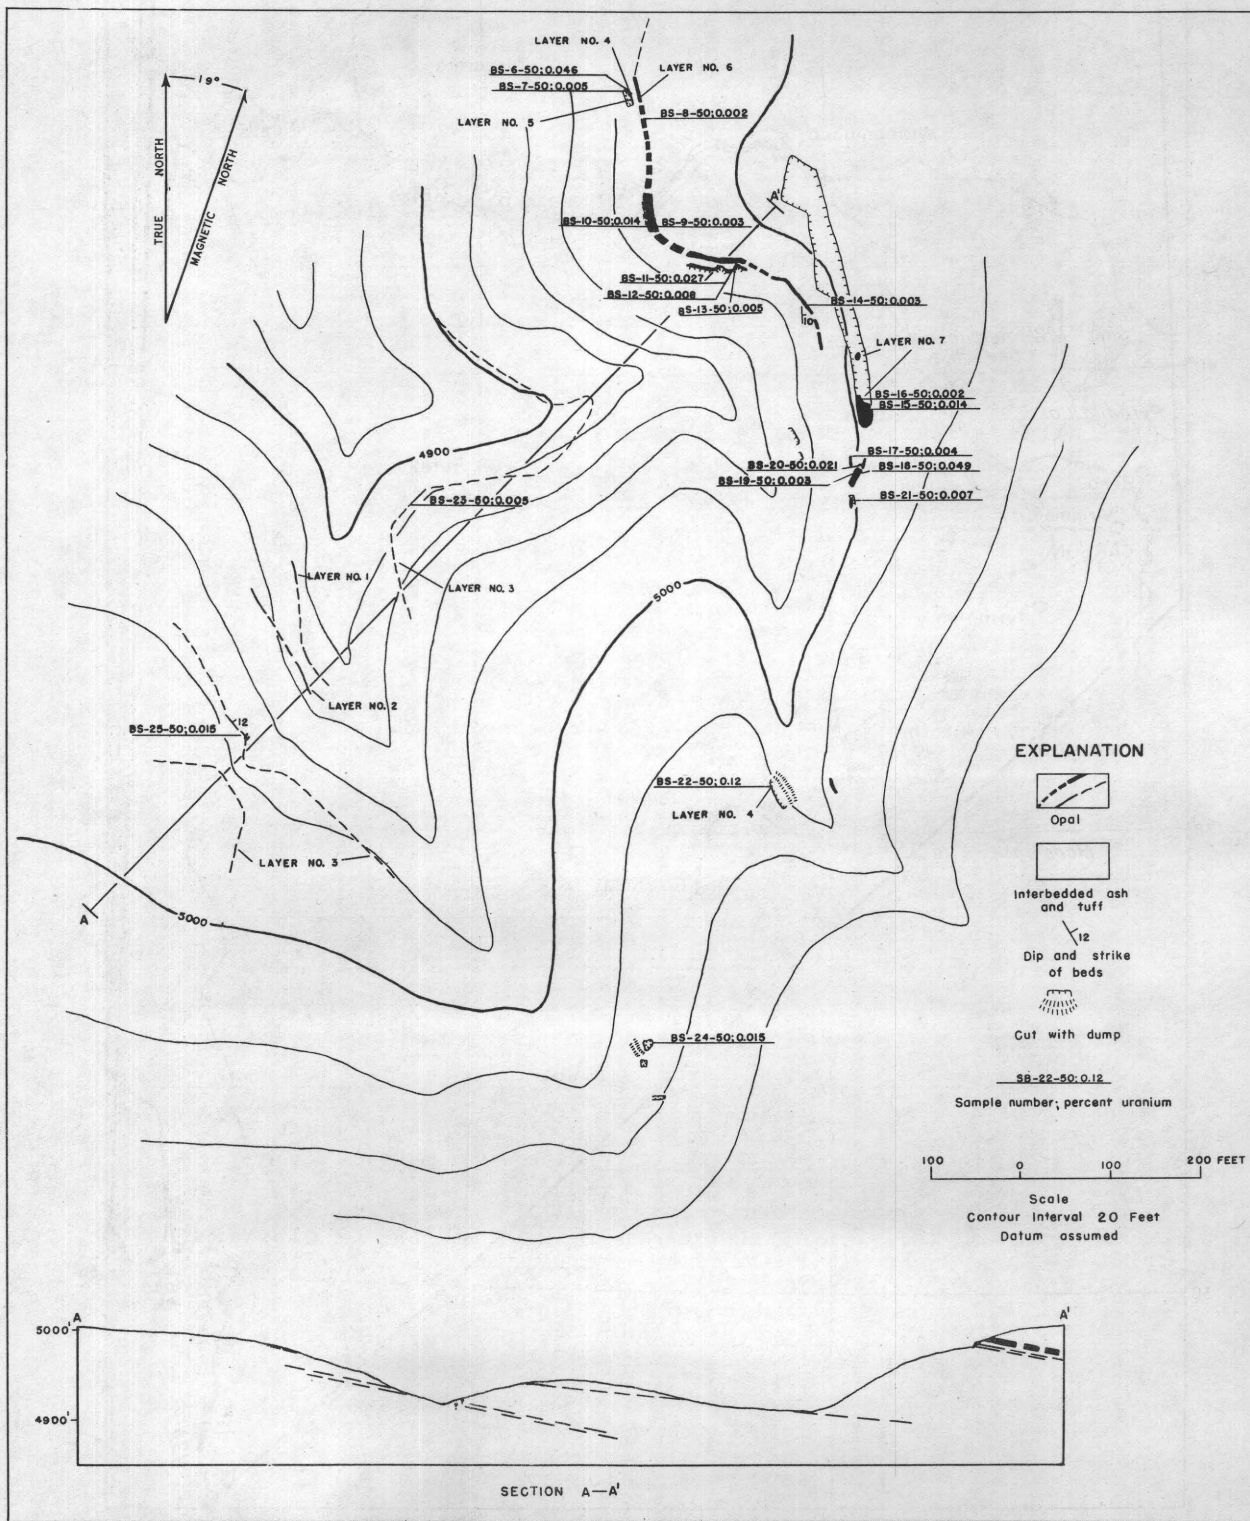 LAYER NO. 4
LAYER NO. 6
BS-6-50; 0.046
BS-7-50; 0.005
19°
TRUE NORTH
MAGNETIC NORTH
LAYER NO. 5
BS-8-50; 0.002
A'
BS-10-50; 0.014
BS-9-50; 0.003
BS-11-50; 0.027
BS-12-50; 0.008
BS-13-50; 0.005
BS-14-50; 0.003
10
LAYER NO. 7
BS-16-50; 0.002
BS-15-50; 0.014
4900
BS-17-50; 0.004
BS-20-50; 0.021
BS-18-50; 0.049
BS-19-50; 0.003
BS-23-50; 0.005
BS-21-50; 0.007
LAYER NO. 1
LAYER NO. 3
5000
LAYER NO. 2
12
BS-25-50; 0.015
BS-22-50; 0.12
LAYER NO. 4
LAYER NO. 3
A
5000
BS-24-50; 0.015
EXPLANATION
Opal
Interbedded ash
and tuff
12
Dip and strike
of beds
Cut with dump
SB-22-50; 0.12
Sample number; percent uranium
100 0 100 200 FEET
Scale
Contour Interval 20 Feet
Datum assumed
A
A'
5000'
4900'
SECTION A—A'